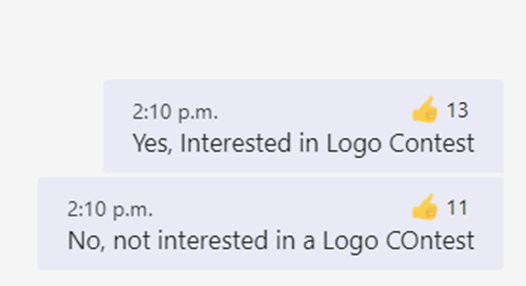 2:10 p.m. 👍 13
Yes, Interested in Logo Contest
2:10 p.m. 👍 11
No, not interested in a Logo COntest